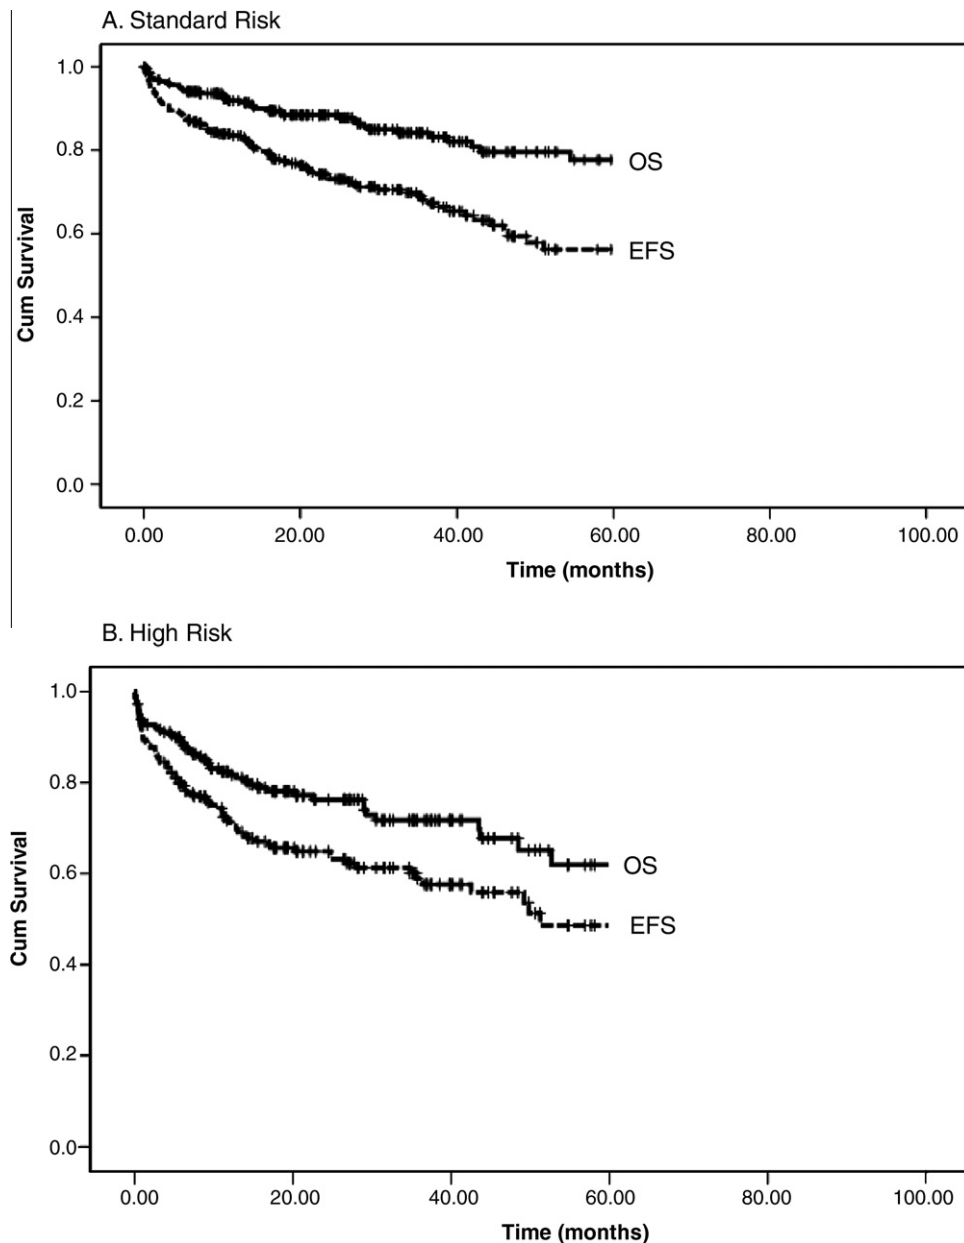 A. Standard Risk
1.0
0.8
0.6
0.4
0.2
0.0
Cum Survival
OS
EFS
0.00 20.00 40.00 60.00 80.00 100.00
Time (months)
B. High Risk
1.0
0.8
0.6
0.4
0.2
0.0
Cum Survival
OS
EFS
0.00 20.00 40.00 60.00 80.00 100.00
Time (months)